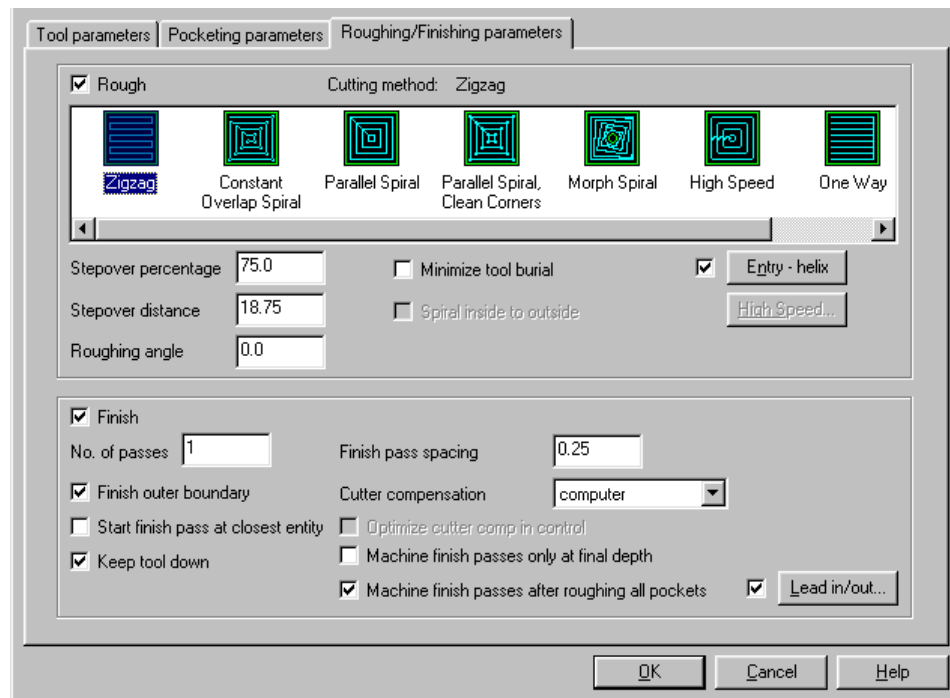 Tool parameters Pocketing parameters Roughing/Finishing parameters
Rough Cutting method: Zigzag
Zigzag
Constant
Overlap Spiral
Parallel Spiral
Parallel Spiral,
Clean Corners
Morph Spiral
High Speed
One Way
Stepover percentage 75.0 Minimize tool burial Entry - helix
Stepover distance 18.75 Spiral inside to outside High Speed...
Roughing angle 0.0
Finish
No. of passes 1 Finish pass spacing 0.25
Finish outer boundary Cutter compensation computer
Start finish pass at closest entity Optimize cutter comp in control
Keep tool down Machine finish passes only at final depth
Machine finish passes after roughing all pockets Lead in/out...
OK Cancel Help